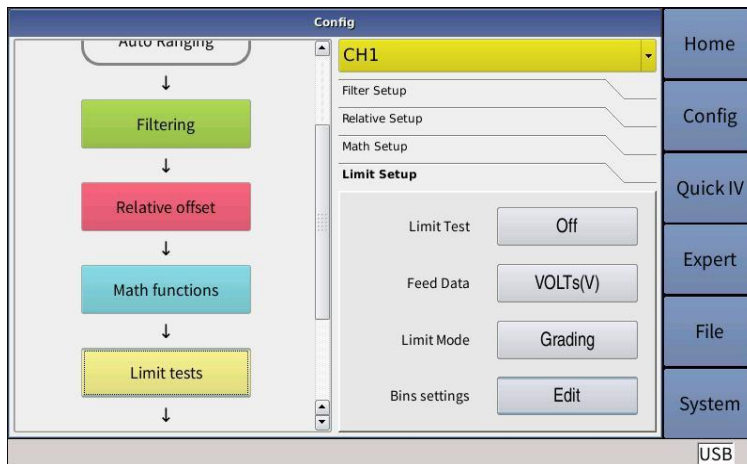 Config
Auto Ranging
↓
Filtering
↓
Relative offset
↓
Math functions
↓
Limit tests
↓
CH1
Filter Setup
Relative Setup
Math Setup
Limit Setup
Limit Test Off
Feed Data VOLTs(V)
Limit Mode Grading
Bins settings Edit
Home
Config
Quick IV
Expert
File
System
USB